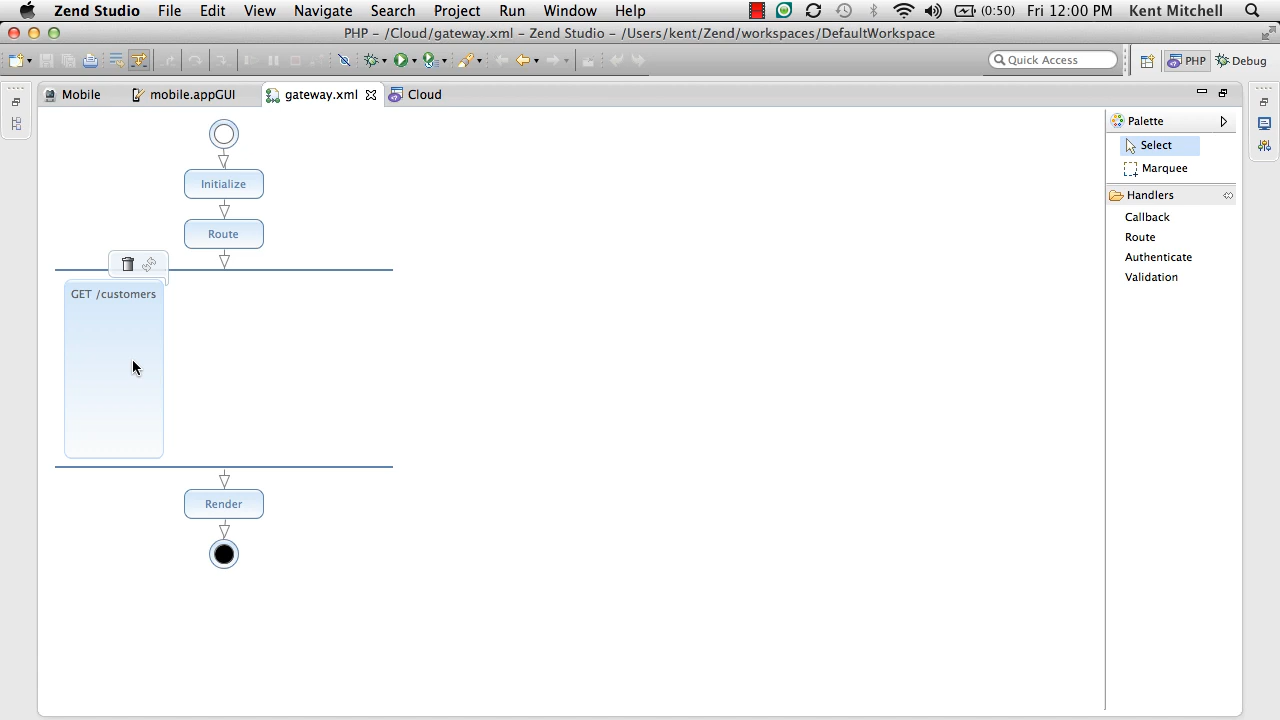 Zend Studio File Edit View Navigate Search Project Run Window Help (0:50) Fri 12:00 PM Kent Mitchell
PHP – /Cloud/gateway.xml – Zend Studio – /Users/kent/Zend/workspaces/DefaultWorkspace
Quick Access PHP Debug
Mobile mobile.appGUI gateway.xml Cloud
Palette
Select
Marquee
Handlers
Callback
Route
Authenticate
Validation
Initialize
Route
GET /customers
Render